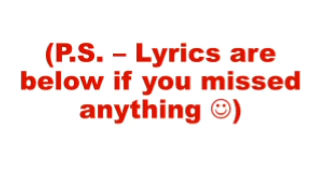 (P.S. – Lyrics are
below if you missed
anything ☺)